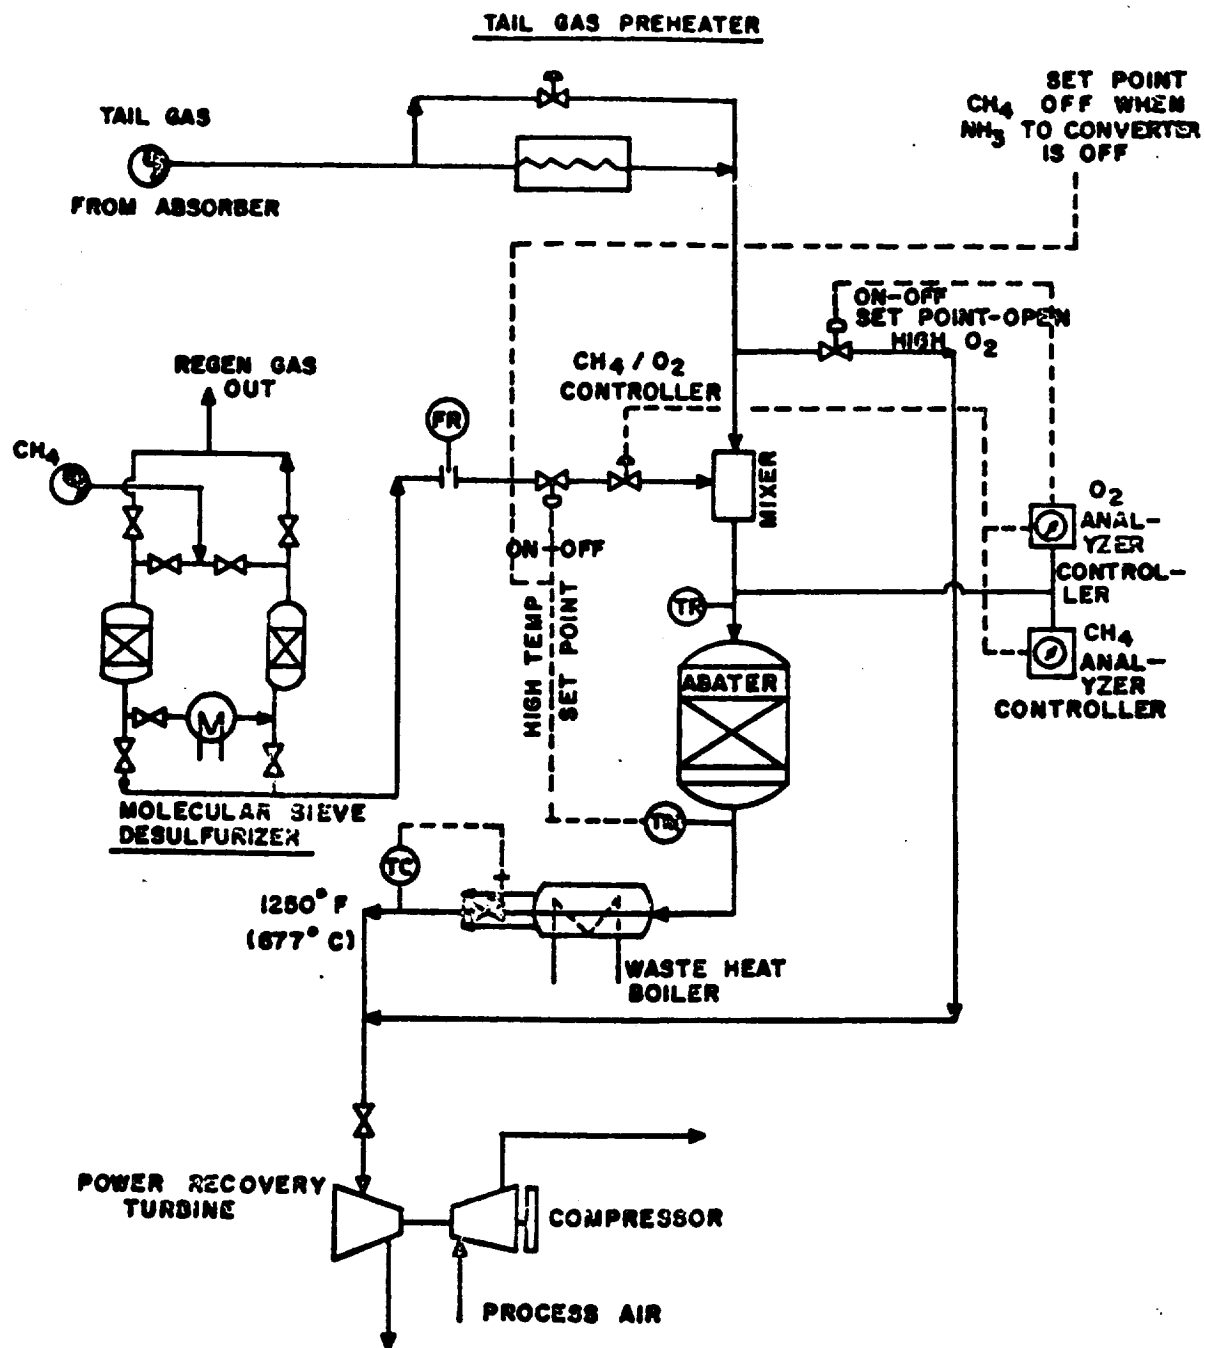 TAIL GAS PREHEATER
SET POINT
CH4 OFF WHEN
NH3 TO CONVERTER
IS OFF
TAIL GAS
FROM ABSORBER
ON-OFF
SET POINT-OPEN
HIGH O2
CH4 / O2
CONTROLLER
REGEN GAS
OUT
FR
CH4
MIXER
O2
ANAL-
YZER
CONTROL-
LER
ON-OFF
HIGH TEMP
SET POINT
TR
CH4
ANAL-
YZER
CONTROLLER
ABATER
M
MOLECULAR SIEVE
DESULFURIZER
TC
1250° F
(677° C)
WASTE HEAT
BOILER
POWER RECOVERY
TURBINE
COMPRESSOR
PROCESS AIR